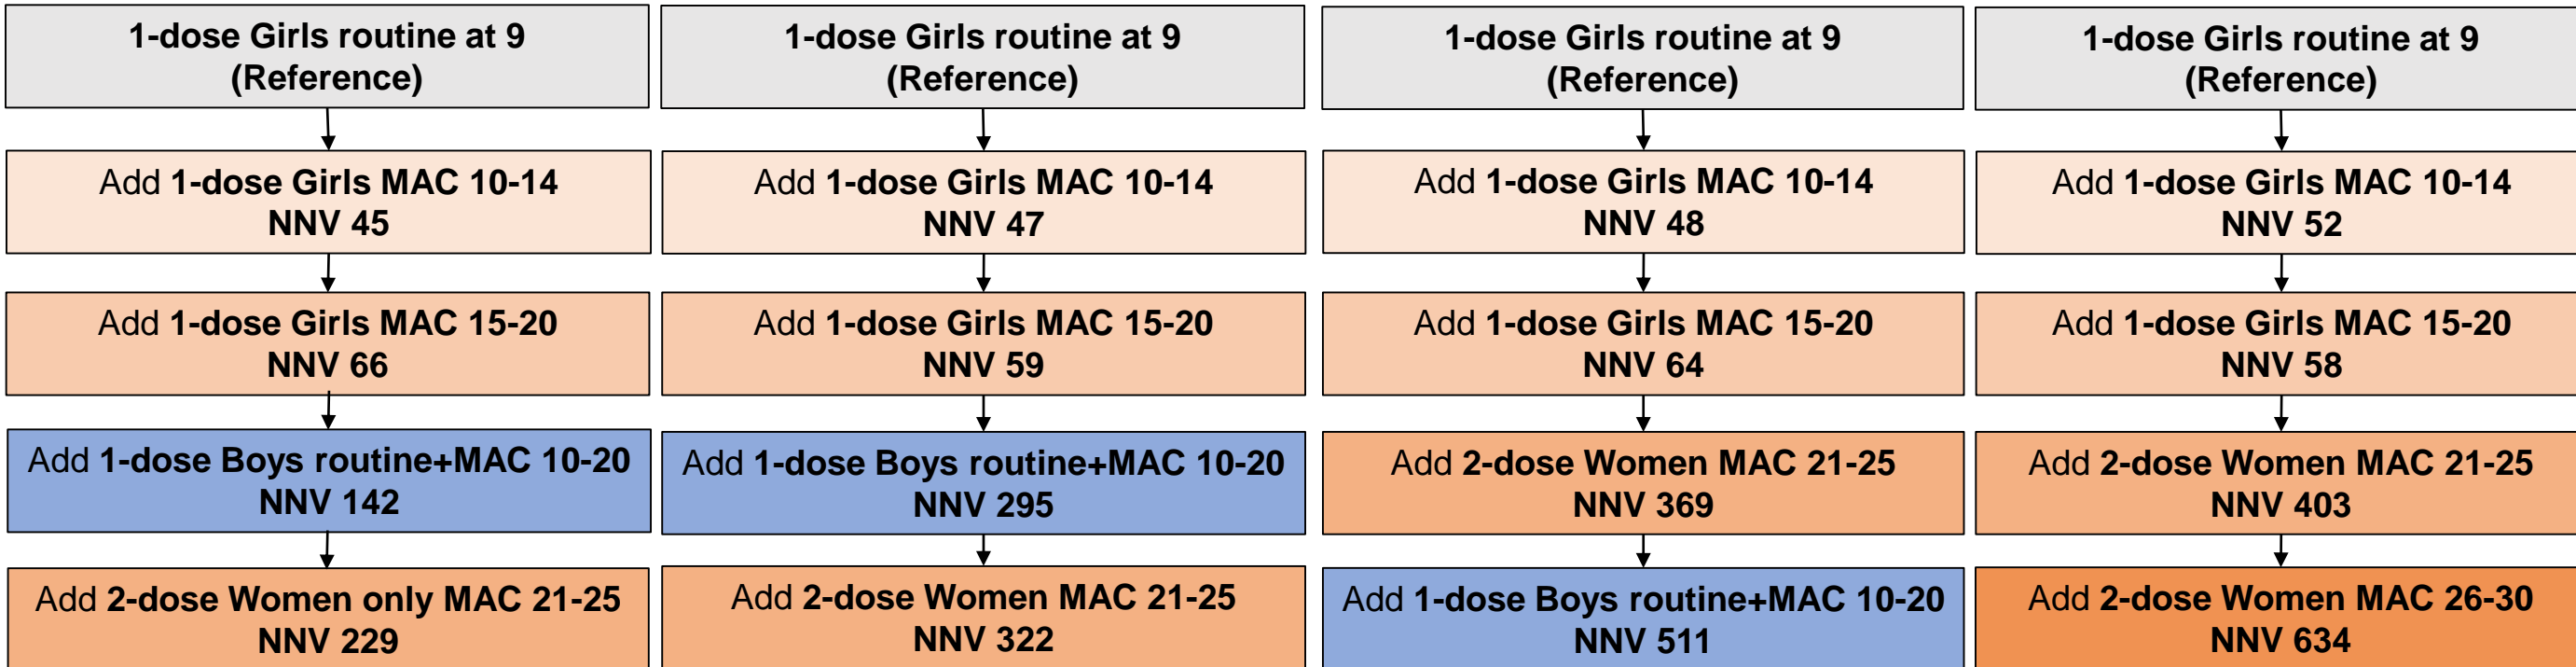 1-dose Girls routine at 9
(Reference)
Add 1-dose Girls MAC 10-14
NNV 45
Add 1-dose Girls MAC 15-20
NNV 66
Add 1-dose Boys routine+MAC 10-20
NNV 142
Add 2-dose Women only MAC 21-25
NNV 229
1-dose Girls routine at 9
(Reference)
Add 1-dose Girls MAC 10-14
NNV 47
Add 1-dose Girls MAC 15-20
NNV 59
Add 1-dose Boys routine+MAC 10-20
NNV 295
Add 2-dose Women MAC 21-25
NNV 322
1-dose Girls routine at 9
(Reference)
Add 1-dose Girls MAC 10-14
NNV 48
Add 1-dose Girls MAC 15-20
NNV 64
Add 2-dose Women MAC 21-25
NNV 369
Add 1-dose Boys routine+MAC 10-20
NNV 511
1-dose Girls routine at 9
(Reference)
Add 1-dose Girls MAC 10-14
NNV 52
Add 1-dose Girls MAC 15-20
NNV 58
Add 2-dose Women MAC 21-25
NNV 403
Add 2-dose Women MAC 26-30
NNV 634